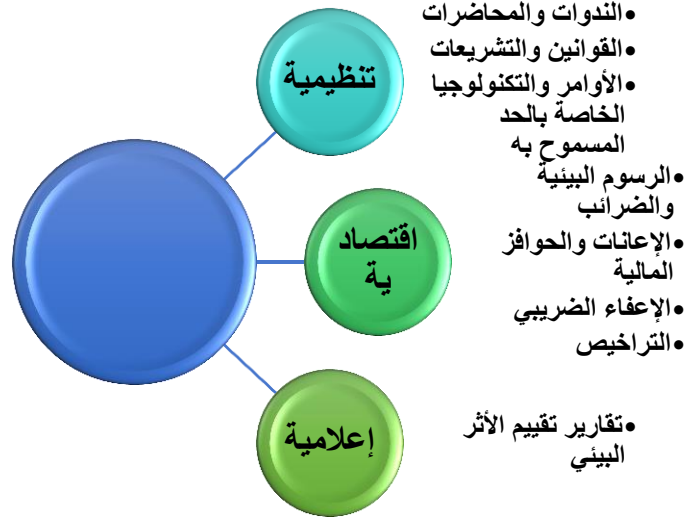 تنظيمية
•الندوات والمحاضرات
•القوانين والتشريعات
•الأوامر والتكنولوجيا
الخاصة بالحد
المسموح به
اقتصاد
ية
•الرسوم البيئية
والضرائب
•الإعانات والحوافز
المالية
•الإعفاء الضريبي
•التراخيص
إعلامية
•تقارير تقييم الأثر
البيئي